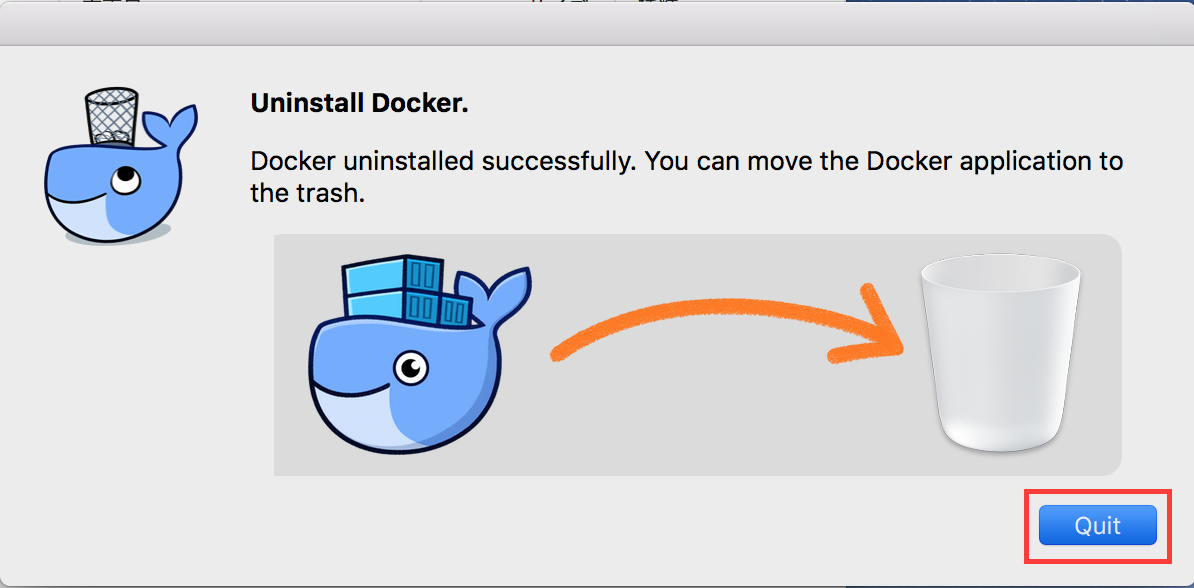 Uninstall Docker.
Docker uninstalled successfully. You can move the Docker application to
the trash.
Quit